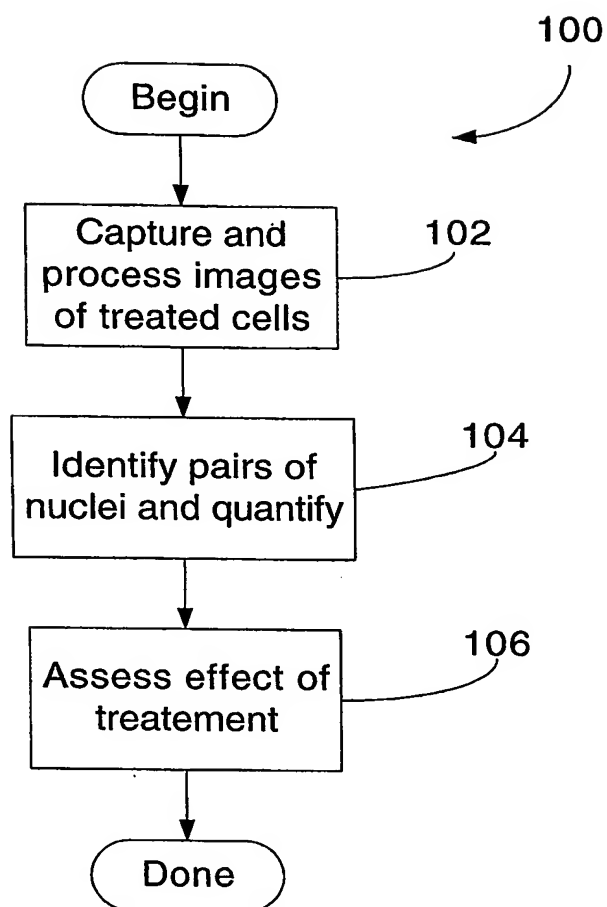 100
Begin
Capture and
process images
of treated cells
102
Identify pairs of
nuclei and quantify
104
Assess effect of
treatement
106
Done